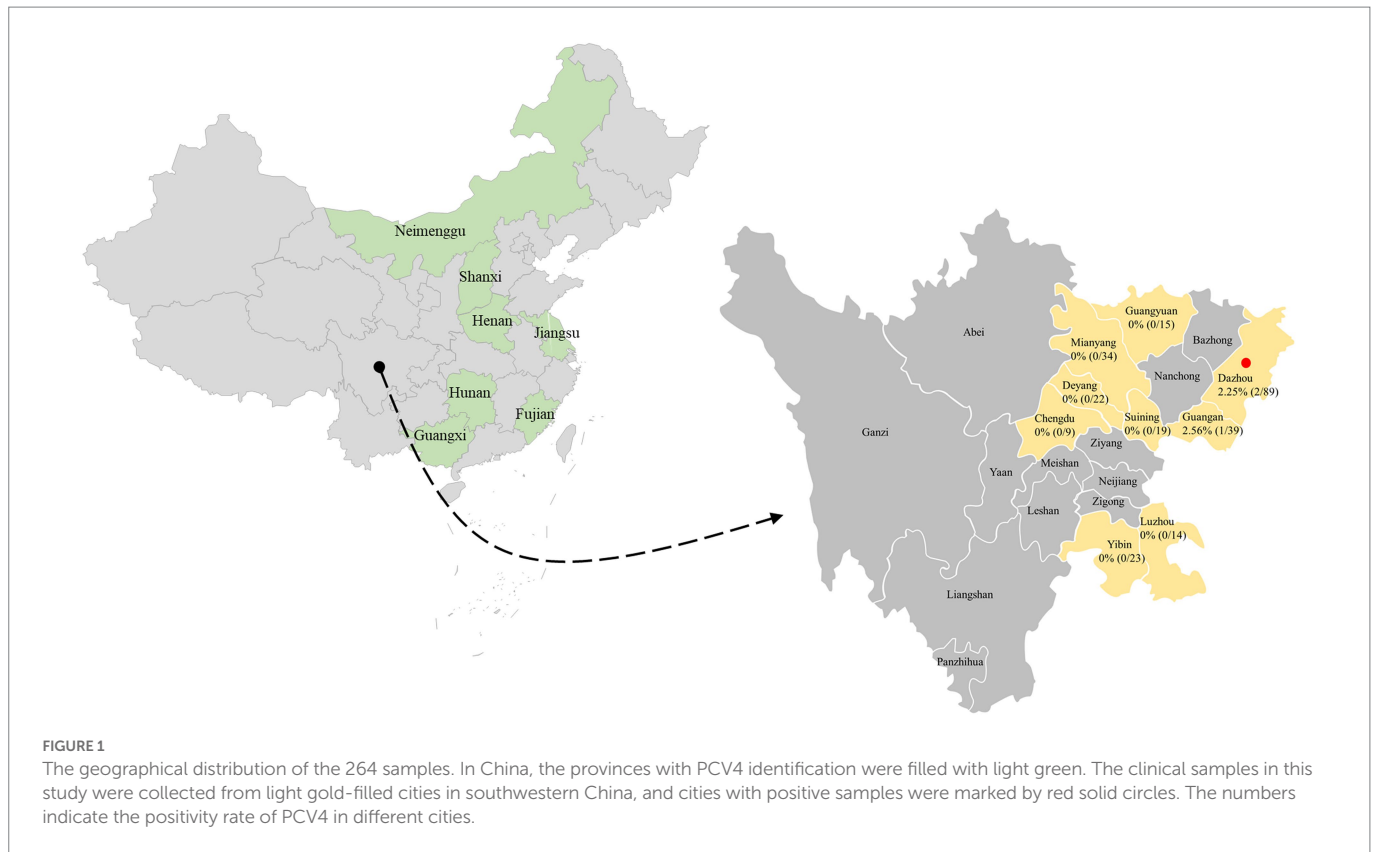 Neimenggu
Shanxi
Henan
Jiangsu
Hunan
Fujian
Guangxi
Abei
Guangyuan
0% (0/15)
Bazhong
Mianyang
0% (0/34)
Nanchong
Dazhou
2.25% (2/89)
Deyang
0% (0/22)
Suining
0% (0/19)
Guangan
2.56% (1/39)
Chengdu
0% (0/9)
Ganzi
Ziyang
Yaan
Meishan
Neijiang
Zigong
Leshan
Luzhou
0% (0/14)
Yibin
0% (0/23)
Liangshan
Panzhihua
FIGURE 1
The geographical distribution of the 264 samples. In China, the provinces with PCV4 identification were filled with light green. The clinical samples in this
study were collected from light gold-filled cities in southwestern China, and cities with positive samples were marked by red solid circles. The numbers
indicate the positivity rate of PCV4 in different cities.